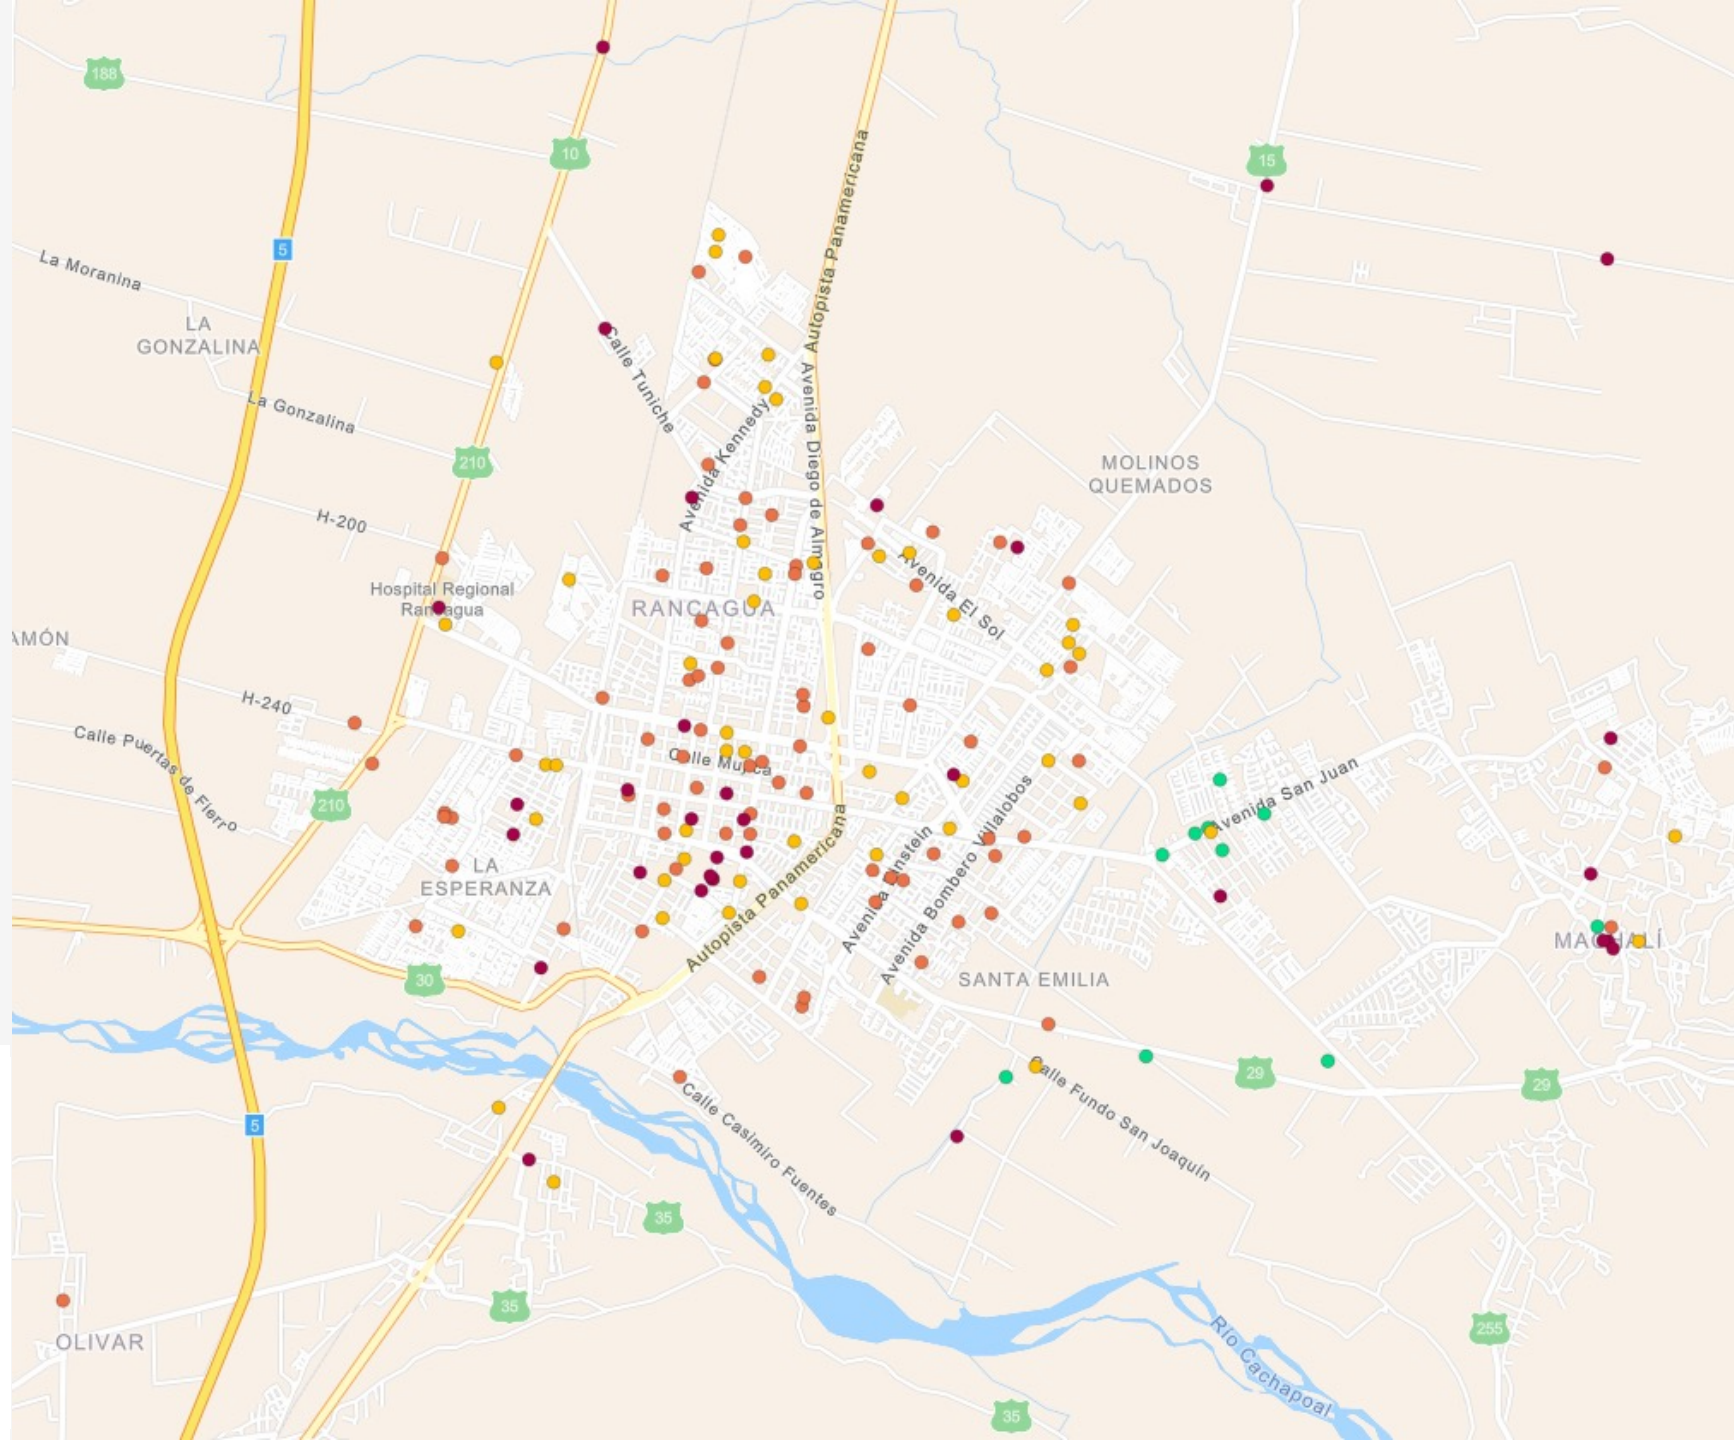 188
10
Autopista Panamericana
15
5
La Moranina
LA
GONZALINA
Calle Tuniche
La Gonzalina
Avenida Kennedy
Avenida Diego de Almagro
210
MOLINOS
QUEMADOS
H-200
Hospital Regional
Rancagua
RANCAGUA
Avenida El Sol
AMÓN
H-240
Calle Puertas de Fierro
Calle Mujica
210
Avenida San Juan
LA
ESPERANZA
Autopista Panamericana
Avenida Einstein
Avenida Bombero Villalobos
MACHALÍ
30
SANTA EMILIA
29
29
Calle Fundo San Joaquín
Calle Casimiro Fuentes
5
35
35
OLIVAR
255
Río Cachapoal
35